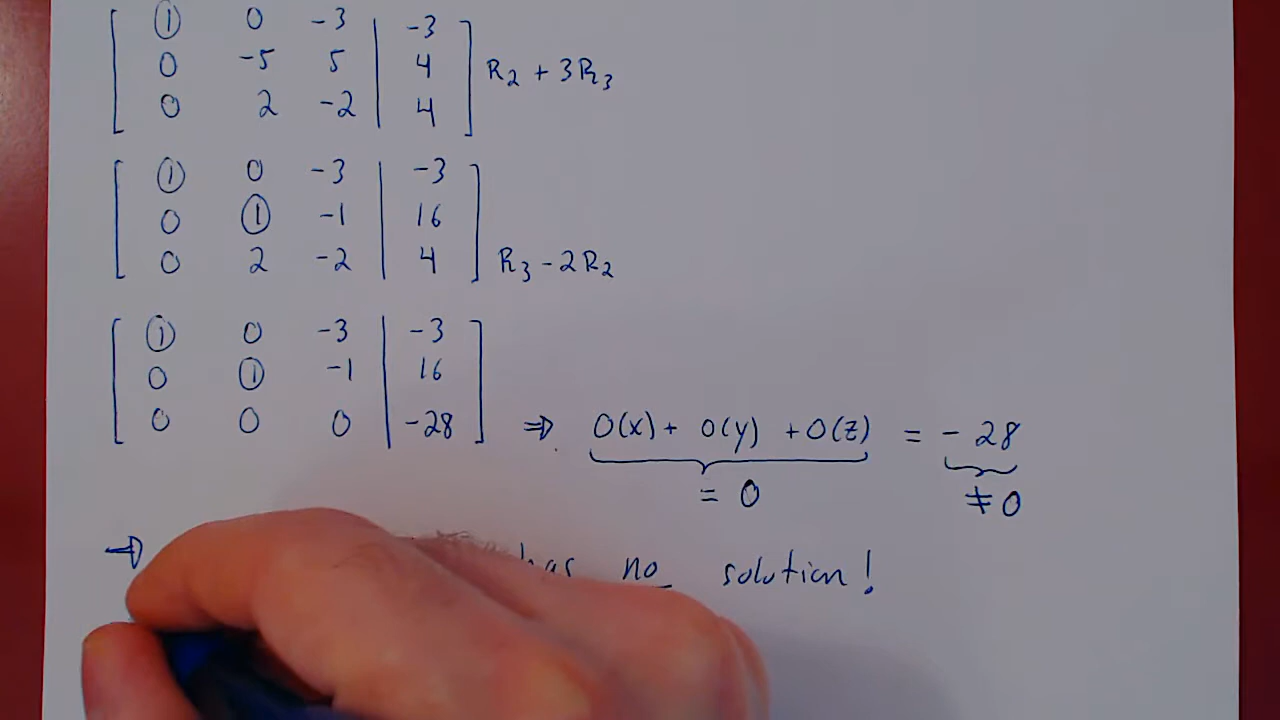 1 0 -3 | -3
0 -5 5 | 4 R₂ + 3R₃
0 2 -2 | 4
1 0 -3 | -3
0 1 -1 | 16
0 2 -2 | 4 R₃ - 2R₂
1 0 -3 | -3
0 1 -1 | 16
0 0 0 | -28 ⇒ 0(x) + 0(y) + 0(z) = -28
= 0 ≠ 0
⇒ has no solution!